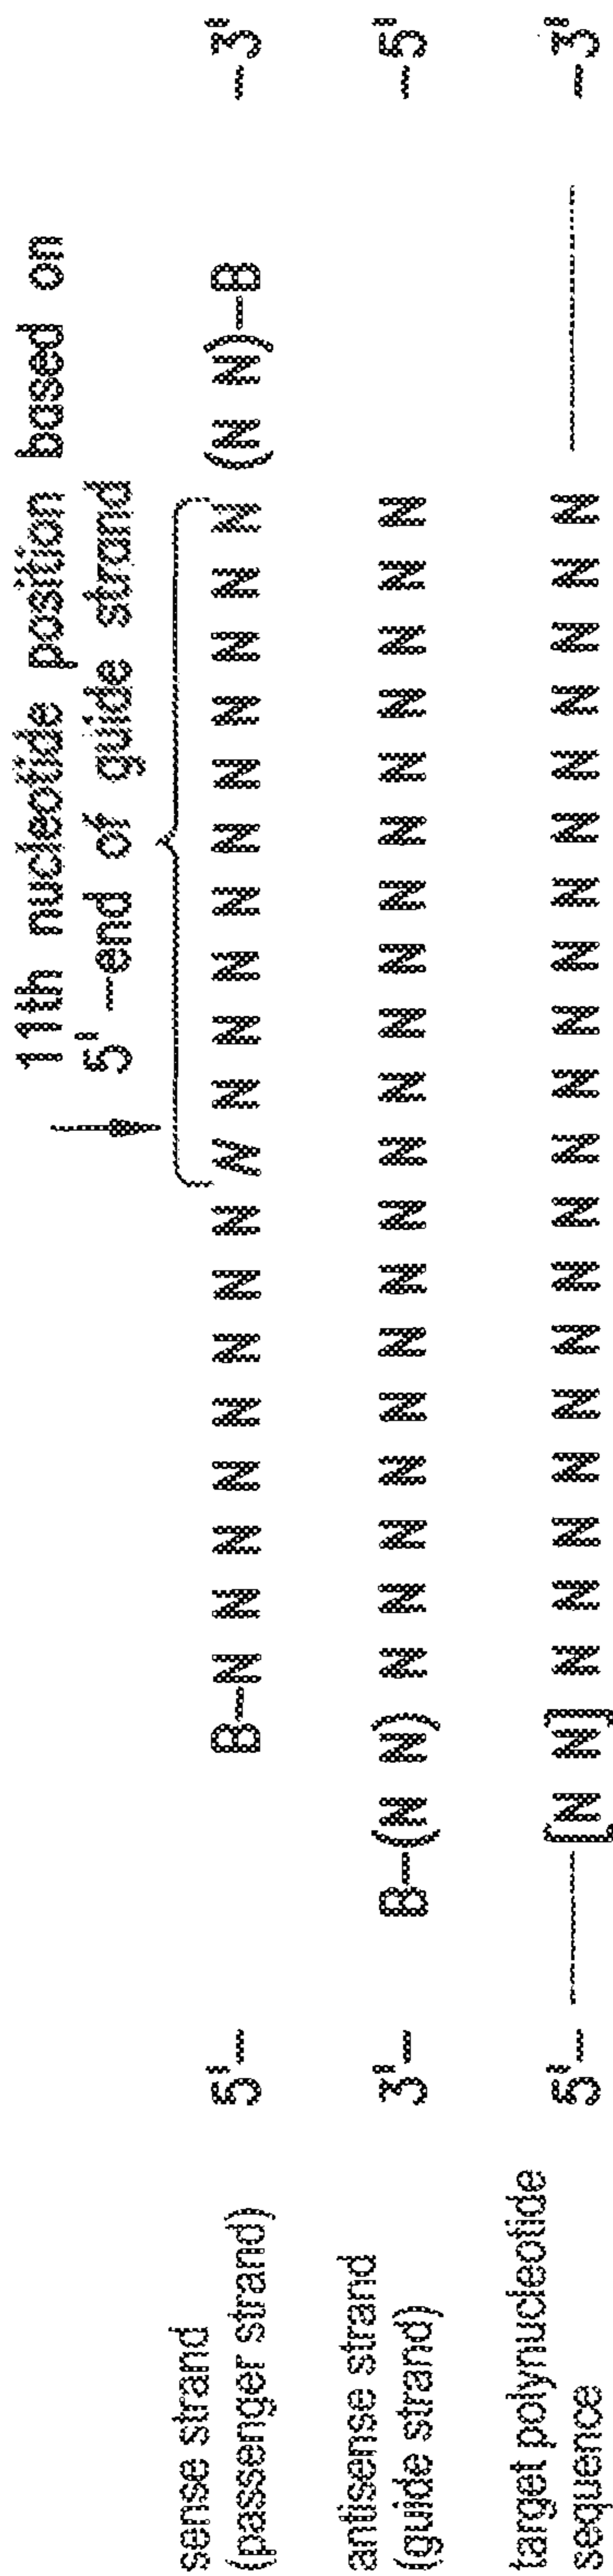 11th nucleotide position based on
5'-end of guide strand
sense strand
(passenger strand) 5'— B—N N N N N N N N N N N N N N N N N N N (N N)—B —3'
antisense strand
(guide strand) 3'— B—(N N) N N N N N N N N N N N N N N N N N N N —5'
target polynucleotide
sequence 5'— [N N] N N N N N N N N N N N N N N N N N N N —3'